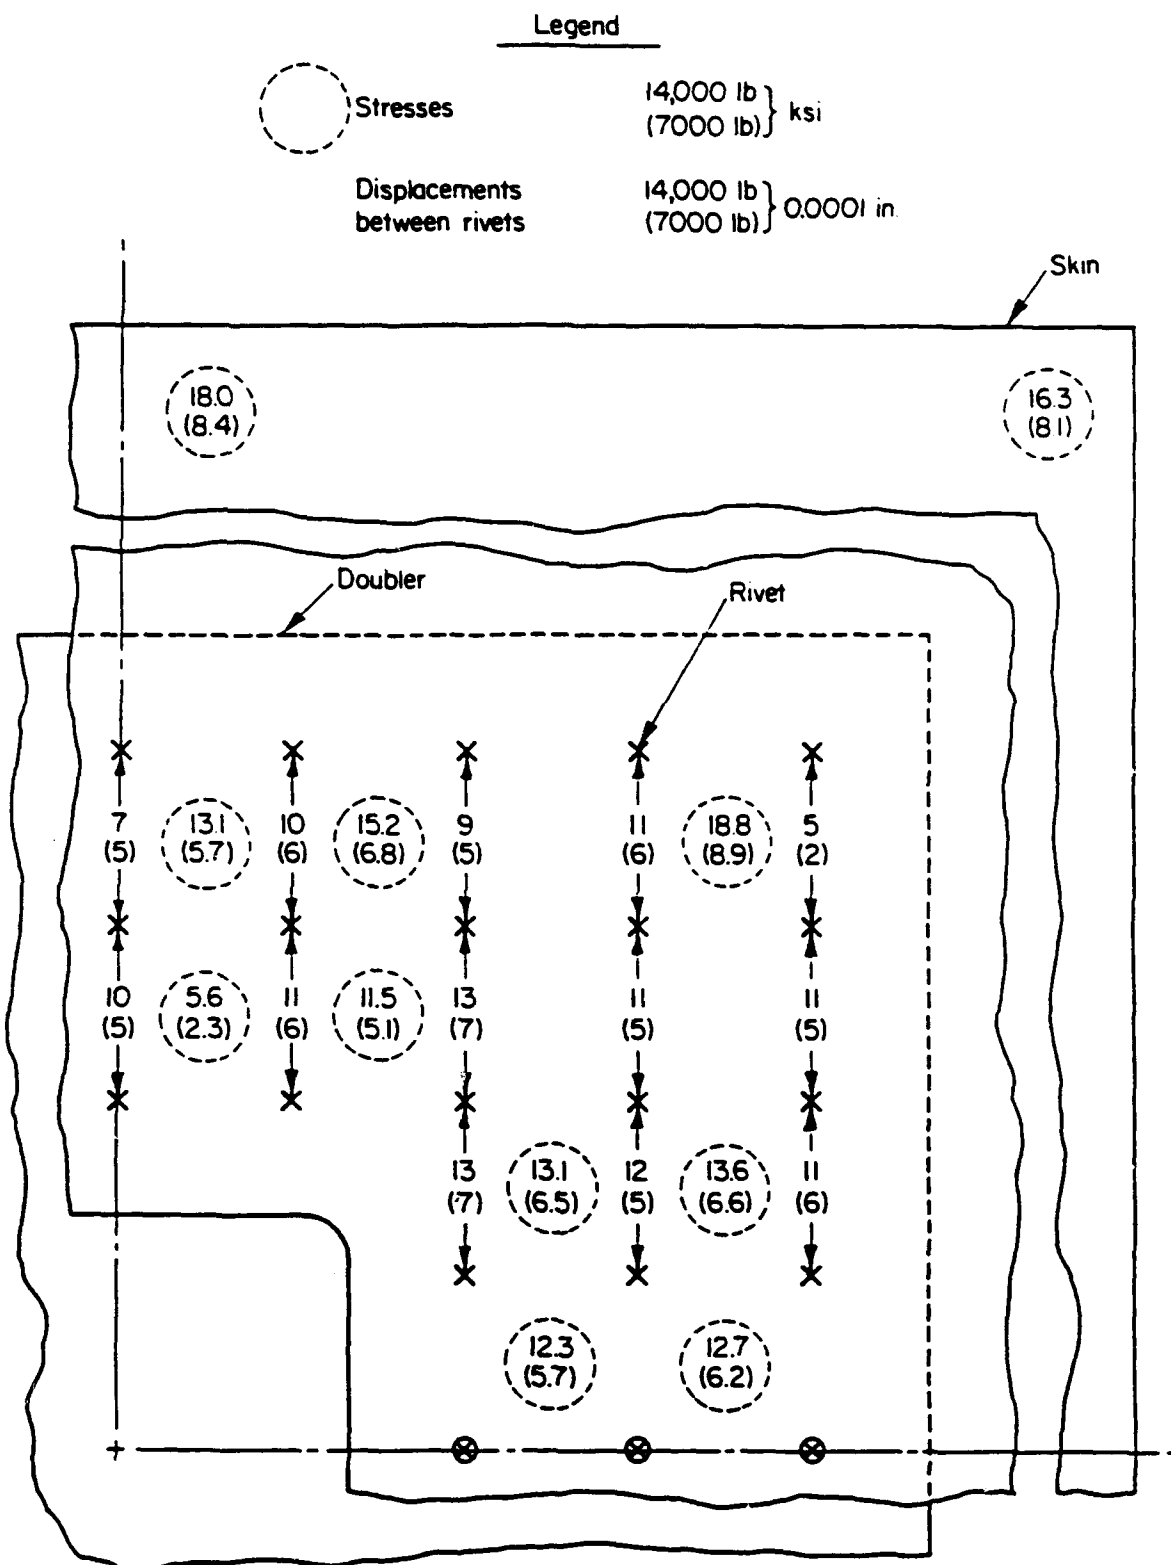 Legend
Stresses 14,000 lb
(7000 lb) } ksi
Displacements 14,000 lb
between rivets (7000 lb) } 0.0001 in.
Skin
18.0 16.3
(8.4) (8.1)
Doubler
Rivet
7 13.1 10 15.2 9 11 18.8 5
(5) (5.7) (6) (6.8) (5) (6) (8.9) (2)
10 5.6 11 11.5 13 11 11
(5) (2.3) (6) (5.1) (7) (5) (5)
13 13.1 12 13.6 11
(7) (6.5) (5) (6.6) (6)
12.3 12.7
(5.7) (6.2)